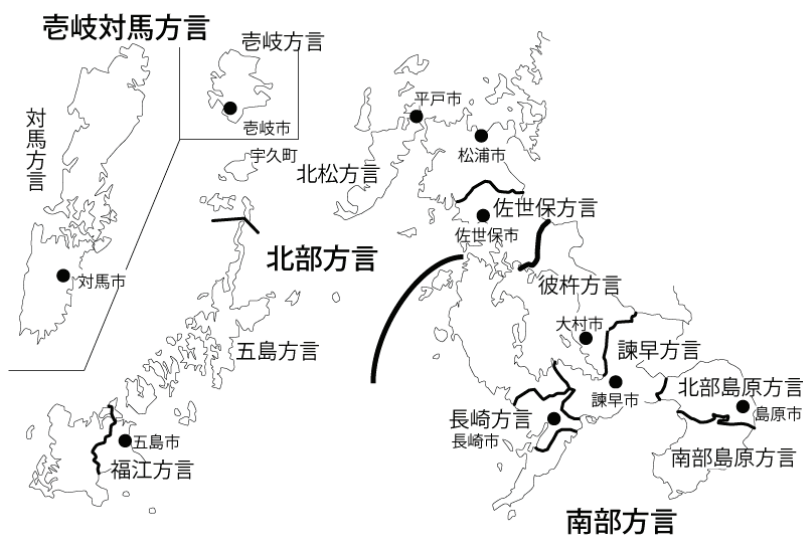 壱岐対馬方言
壱岐方言
壱岐市
対馬方言
対馬市
宇久町
平戸市
松浦市
北松方言
佐世保方言
佐世保市
北部方言
彼杵方言
大村市
五島方言
諫早方言
諫早市
北部島原方言
島原市
長崎方言
長崎市
五島市
福江方言
南部島原方言
南部方言